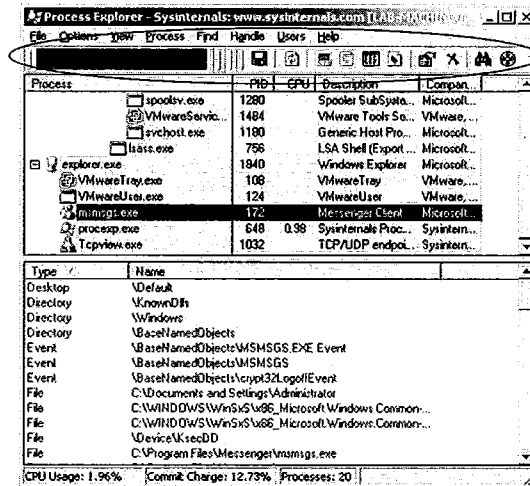 Process Explorer - Sysinternals: www.sysinternals.com
File Options View Process Find Handle Users Help
Process PID CPU Description Compan...
spoolsv.exe 1280 Spooler SubSyste... Microsoft...
VMwareServic... 1484 VMware Tools Se... VMware,...
svchost.exe 1180 Generic Host Pro... Microsoft...
lsass.exe 756 LSA Shell (Export ... Microsoft...
explorer.exe 1840 Windows Explorer Microsoft...
VMwareTray.exe 108 VMwareTray VMware,...
VMwareUser.exe 124 VMwareUser VMware,...
msmsgs.exe 172 Messenger Client Microsoft...
procexp.exe 648 0.98 Sysinternals Proc... Sysintern...
Tcpview.exe 1032 TCP/UDP endpoi... Sysintern...
Type Name
Desktop \Default
Directory \KnownDlls
Directory \Windows
Directory \BaseNamedObjects
Event \BaseNamedObjects\MSMSGS.EXE Event
Event \BaseNamedObjects\MSMSGS
Event \BaseNamedObjects\crypt32LogoffEvent
File C:\Documents and Settings\Administrator
File C:\WINDOWS\WinSxS\x86_Microsoft.Windows.Common-...
File C:\WINDOWS\WinSxS\x86_Microsoft.Windows.Common-...
File \Device\KsecDD
File C:\Program Files\Messenger\msmsgs.exe
CPU Usage: 1.96% Commit Charge: 12.73% Processes: 20